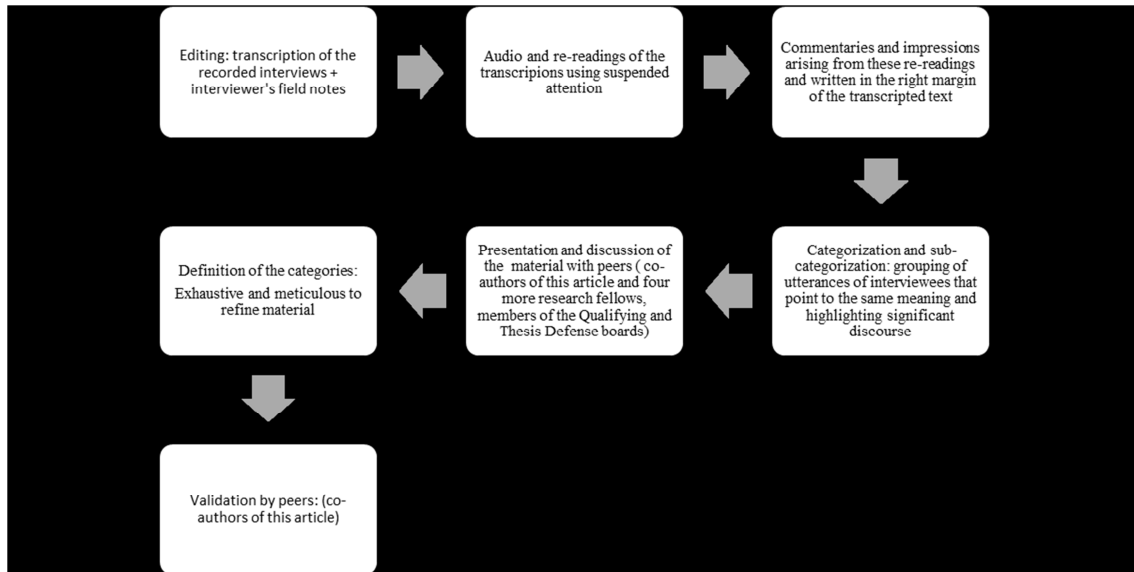 Editing: transcription of the
recorded interviews +
interviewer's field notes
Audio and re-readings of the
transcripions using suspended
attention
Commentaries and impressions
arising from these re-readings
and written in the right margin
of the transcripted text
Categorization and sub-
categorization: grouping of
utterances of interviewees that
point to the same meaning and
highlighting significant
discourse
Presentation and discussion of
the material with peers ( co-
authors of this article and four
more research fellows,
members of the Qualifying and
Thesis Defense boards)
Definition of the categories:
Exhaustive and meticulous to
refine material
Validation by peers: (co-
authors of this article)